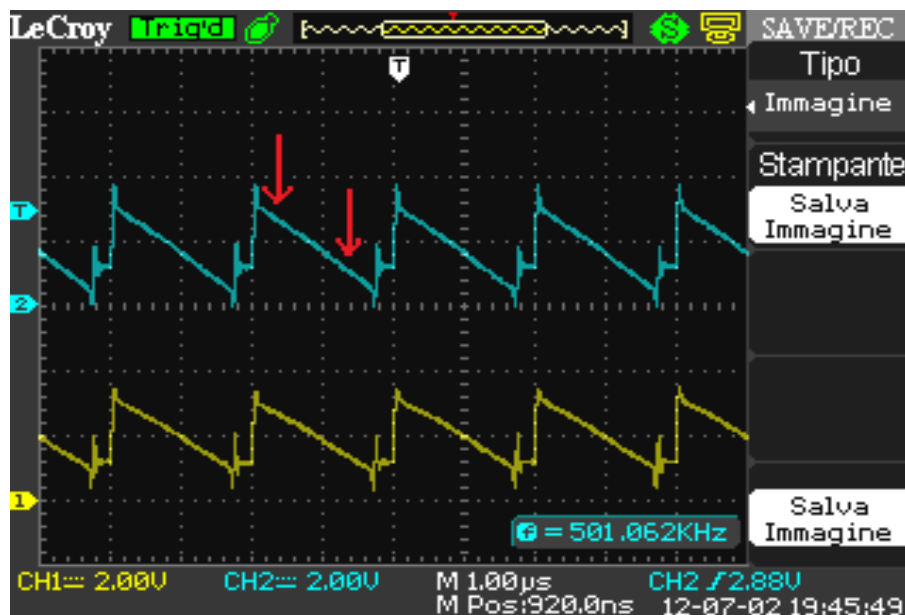 LeCroy Trig'd S SAVE/REC
T
Tipo
Immagine
Stampante
Salva
Immagine
T
2
1
f = 501.062KHz
Salva
Immagine
CH1 2.00V CH2 2.00V M 1.00µs CH2 2.88V
M Pos:920.0ns 12-07-02 19:45:49